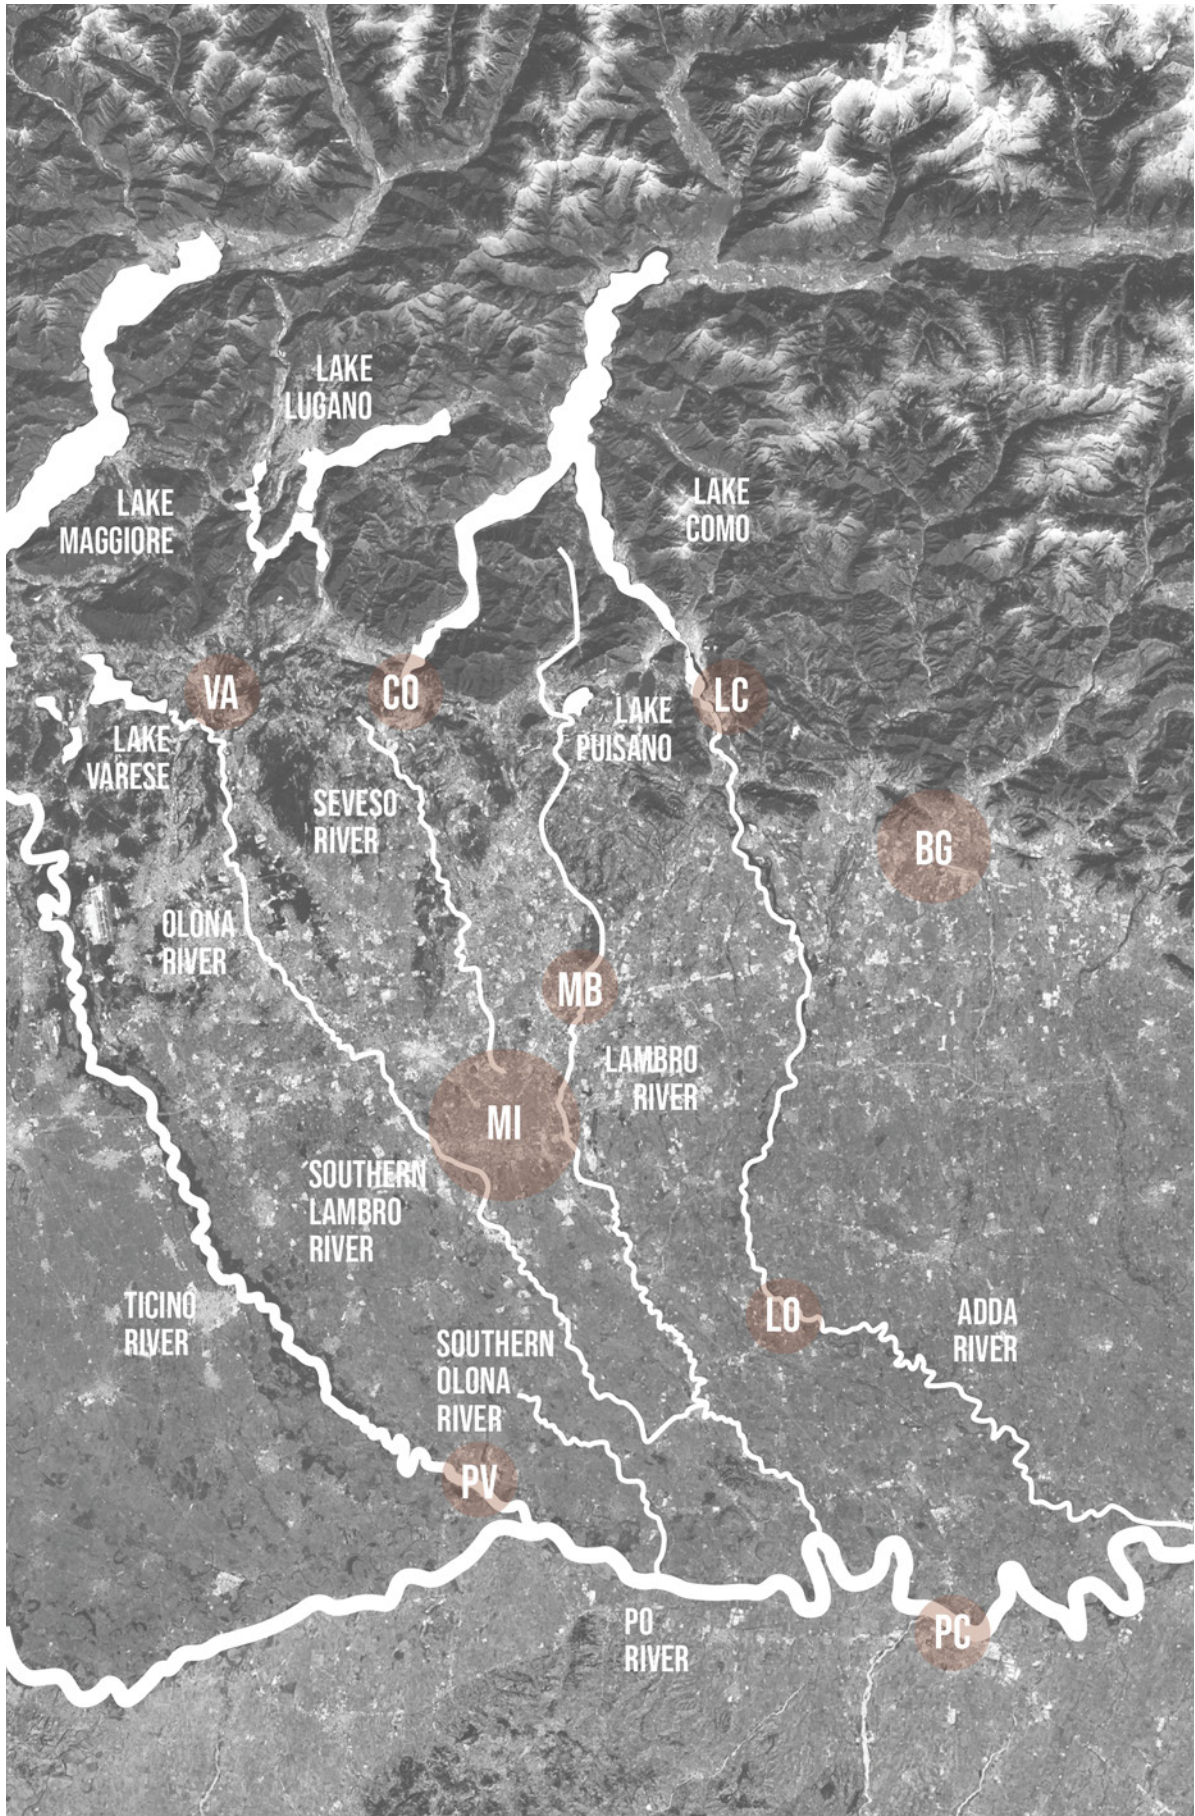 LAKE
LUGANO
LAKE
MAGGIORE
LAKE
COMO
VA
CO
LC
LAKE
PUISANO
LAKE
VARESE
SEVESO
RIVER
BG
OLONA
RIVER
MB
LAMBRO
RIVER
MI
SOUTHERN
LAMBRO
RIVER
TICINO
RIVER
LO
ADDA
RIVER
SOUTHERN
OLONA
RIVER
PV
PO
RIVER
PC